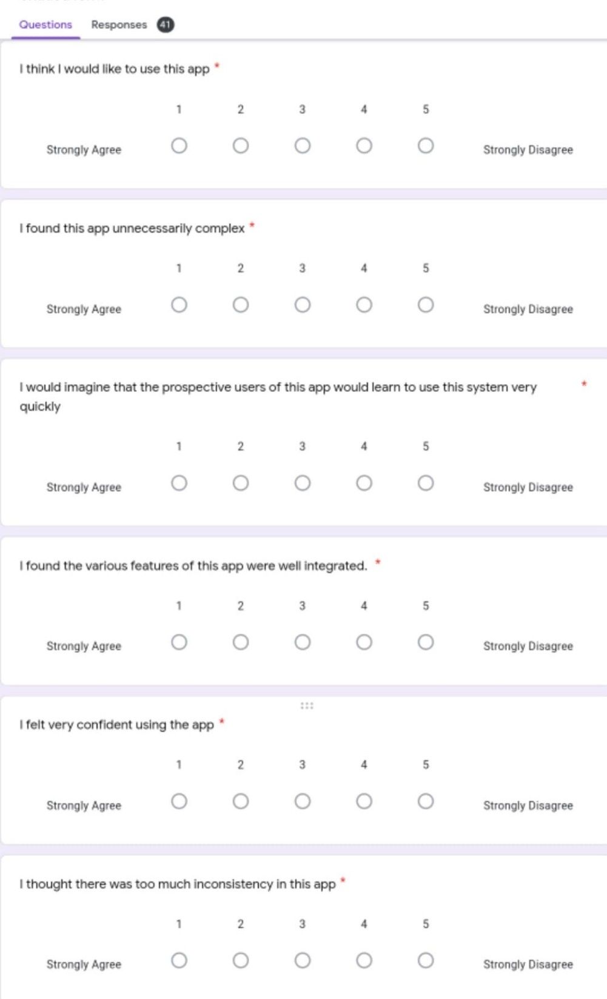 Questions Responses 41
I think I would like to use this app *
1 2 3 4 5
Strongly Agree Strongly Disagree
I found this app unnecessarily complex *
1 2 3 4 5
Strongly Agree Strongly Disagree
I would imagine that the prospective users of this app would learn to use this system very *
quickly
1 2 3 4 5
Strongly Agree Strongly Disagree
I found the various features of this app were well integrated. *
1 2 3 4 5
Strongly Agree Strongly Disagree
I felt very confident using the app *
1 2 3 4 5
Strongly Agree Strongly Disagree
I thought there was too much inconsistency in this app *
1 2 3 4 5
Strongly Agree Strongly Disagree